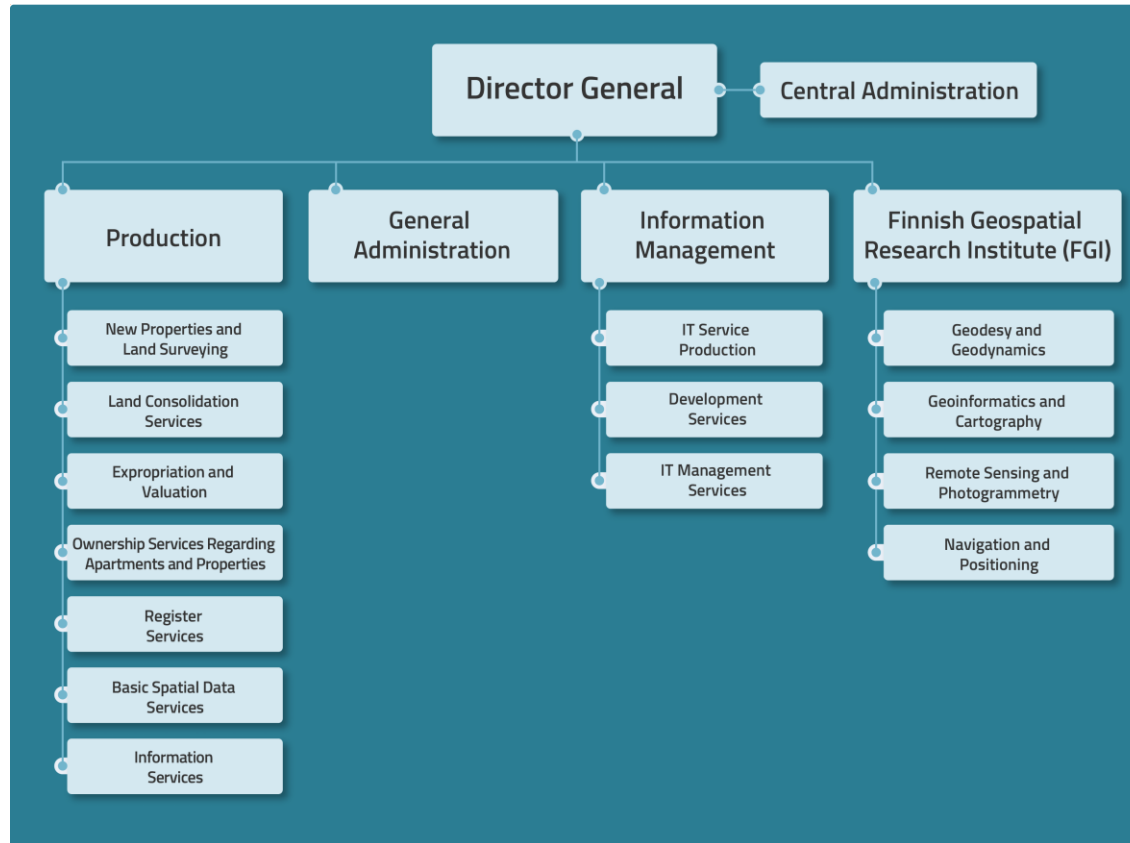 Director General
Central Administration
Production
General
Administration
Information
Management
Finnish Geospatial
Research Institute (FGI)
New Properties and
Land Surveying
Land Consolidation
Services
Expropriation and
Valuation
Ownership Services Regarding
Apartments and Properties
Register
Services
Basic Spatial Data
Services
Information
Services
IT Service
Production
Development
Services
IT Management
Services
Geodesy and
Geodynamics
Geoinformatics and
Cartography
Remote Sensing and
Photogrammetry
Navigation and
Positioning